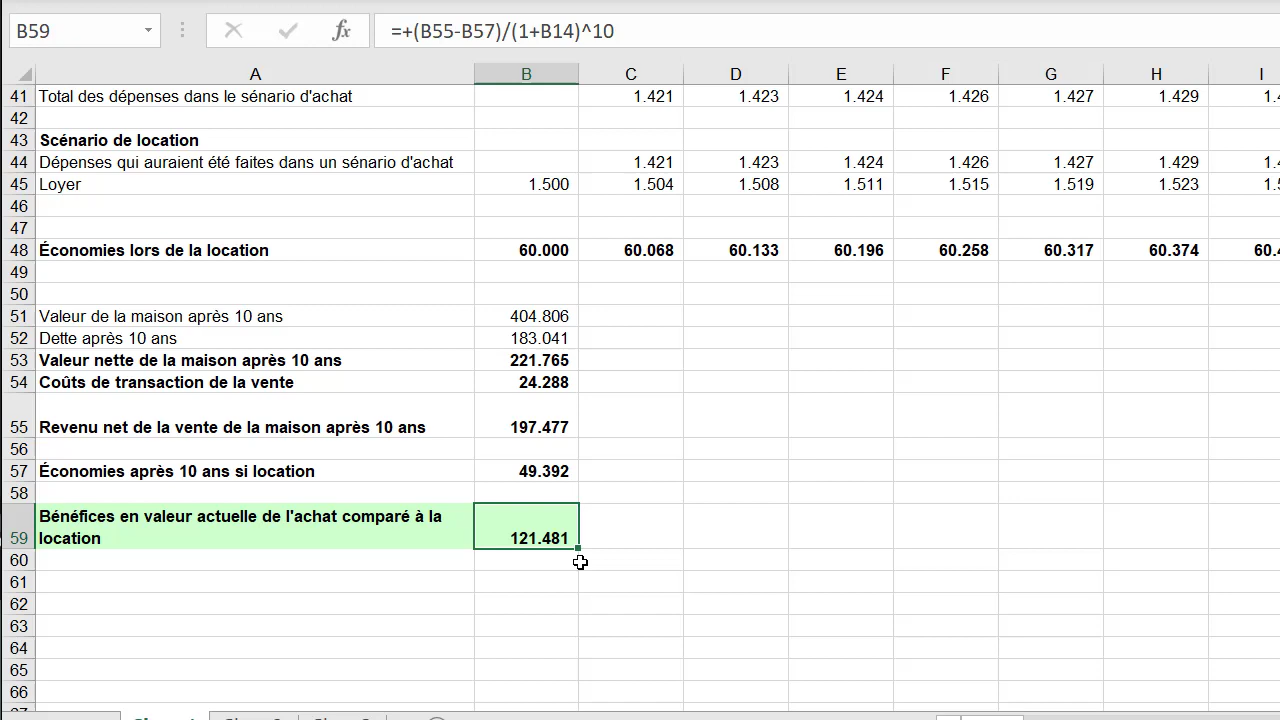 B59 fx =+(B55-B57)/(1+B14)^10
A B C D E F G H I
41 Total des dépenses dans le sénario d'achat 1.421 1.423 1.424 1.426 1.427 1.429
42
43 Scénario de location
44 Dépenses qui auraient été faites dans un sénario d'achat 1.421 1.423 1.424 1.426 1.427 1.429
45 Loyer 1.500 1.504 1.508 1.511 1.515 1.519 1.523
46
47
48 Économies lors de la location 60.000 60.068 60.133 60.196 60.258 60.317 60.374
49
50
51 Valeur de la maison après 10 ans 404.806
52 Dette après 10 ans 183.041
53 Valeur nette de la maison après 10 ans 221.765
54 Coûts de transaction de la vente 24.288
55 Revenu net de la vente de la maison après 10 ans 197.477
56
57 Économies après 10 ans si location 49.392
58
Bénéfices en valeur actuelle de l'achat comparé à la
59 location 121.481
60
61
62
63
64
65
66